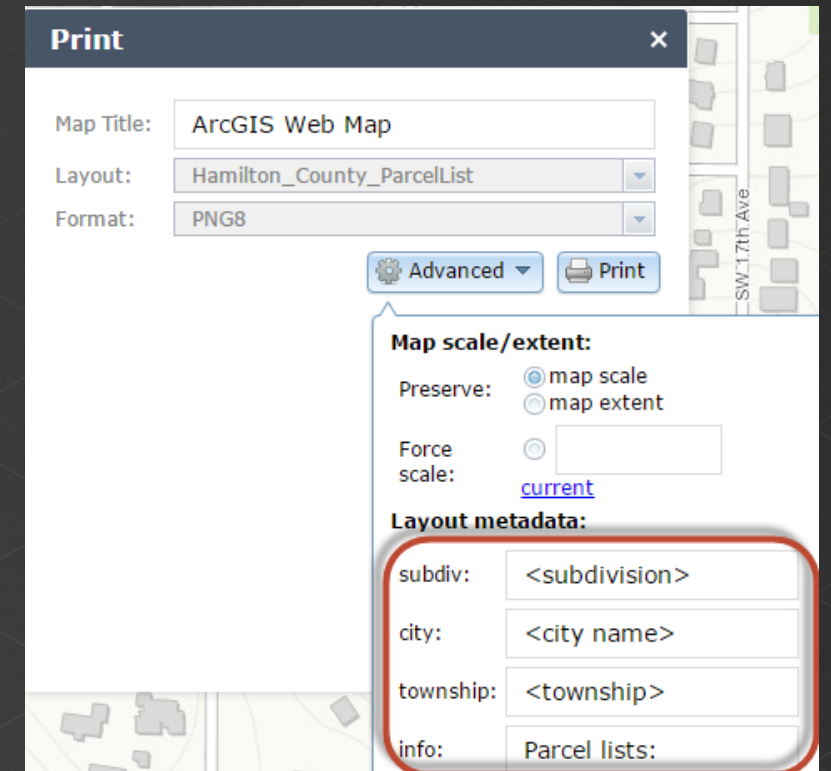 Print ×
Map Title: ArcGIS Web Map
Layout: Hamilton_County_ParcelList
Format: PNG8
Advanced Print
SW 17th Ave
Map scale/extent:
Preserve: map scale
map extent
Force scale:
current
Layout metadata:
subdiv: <subdivision>
city: <city name>
township: <township>
info: Parcel lists: